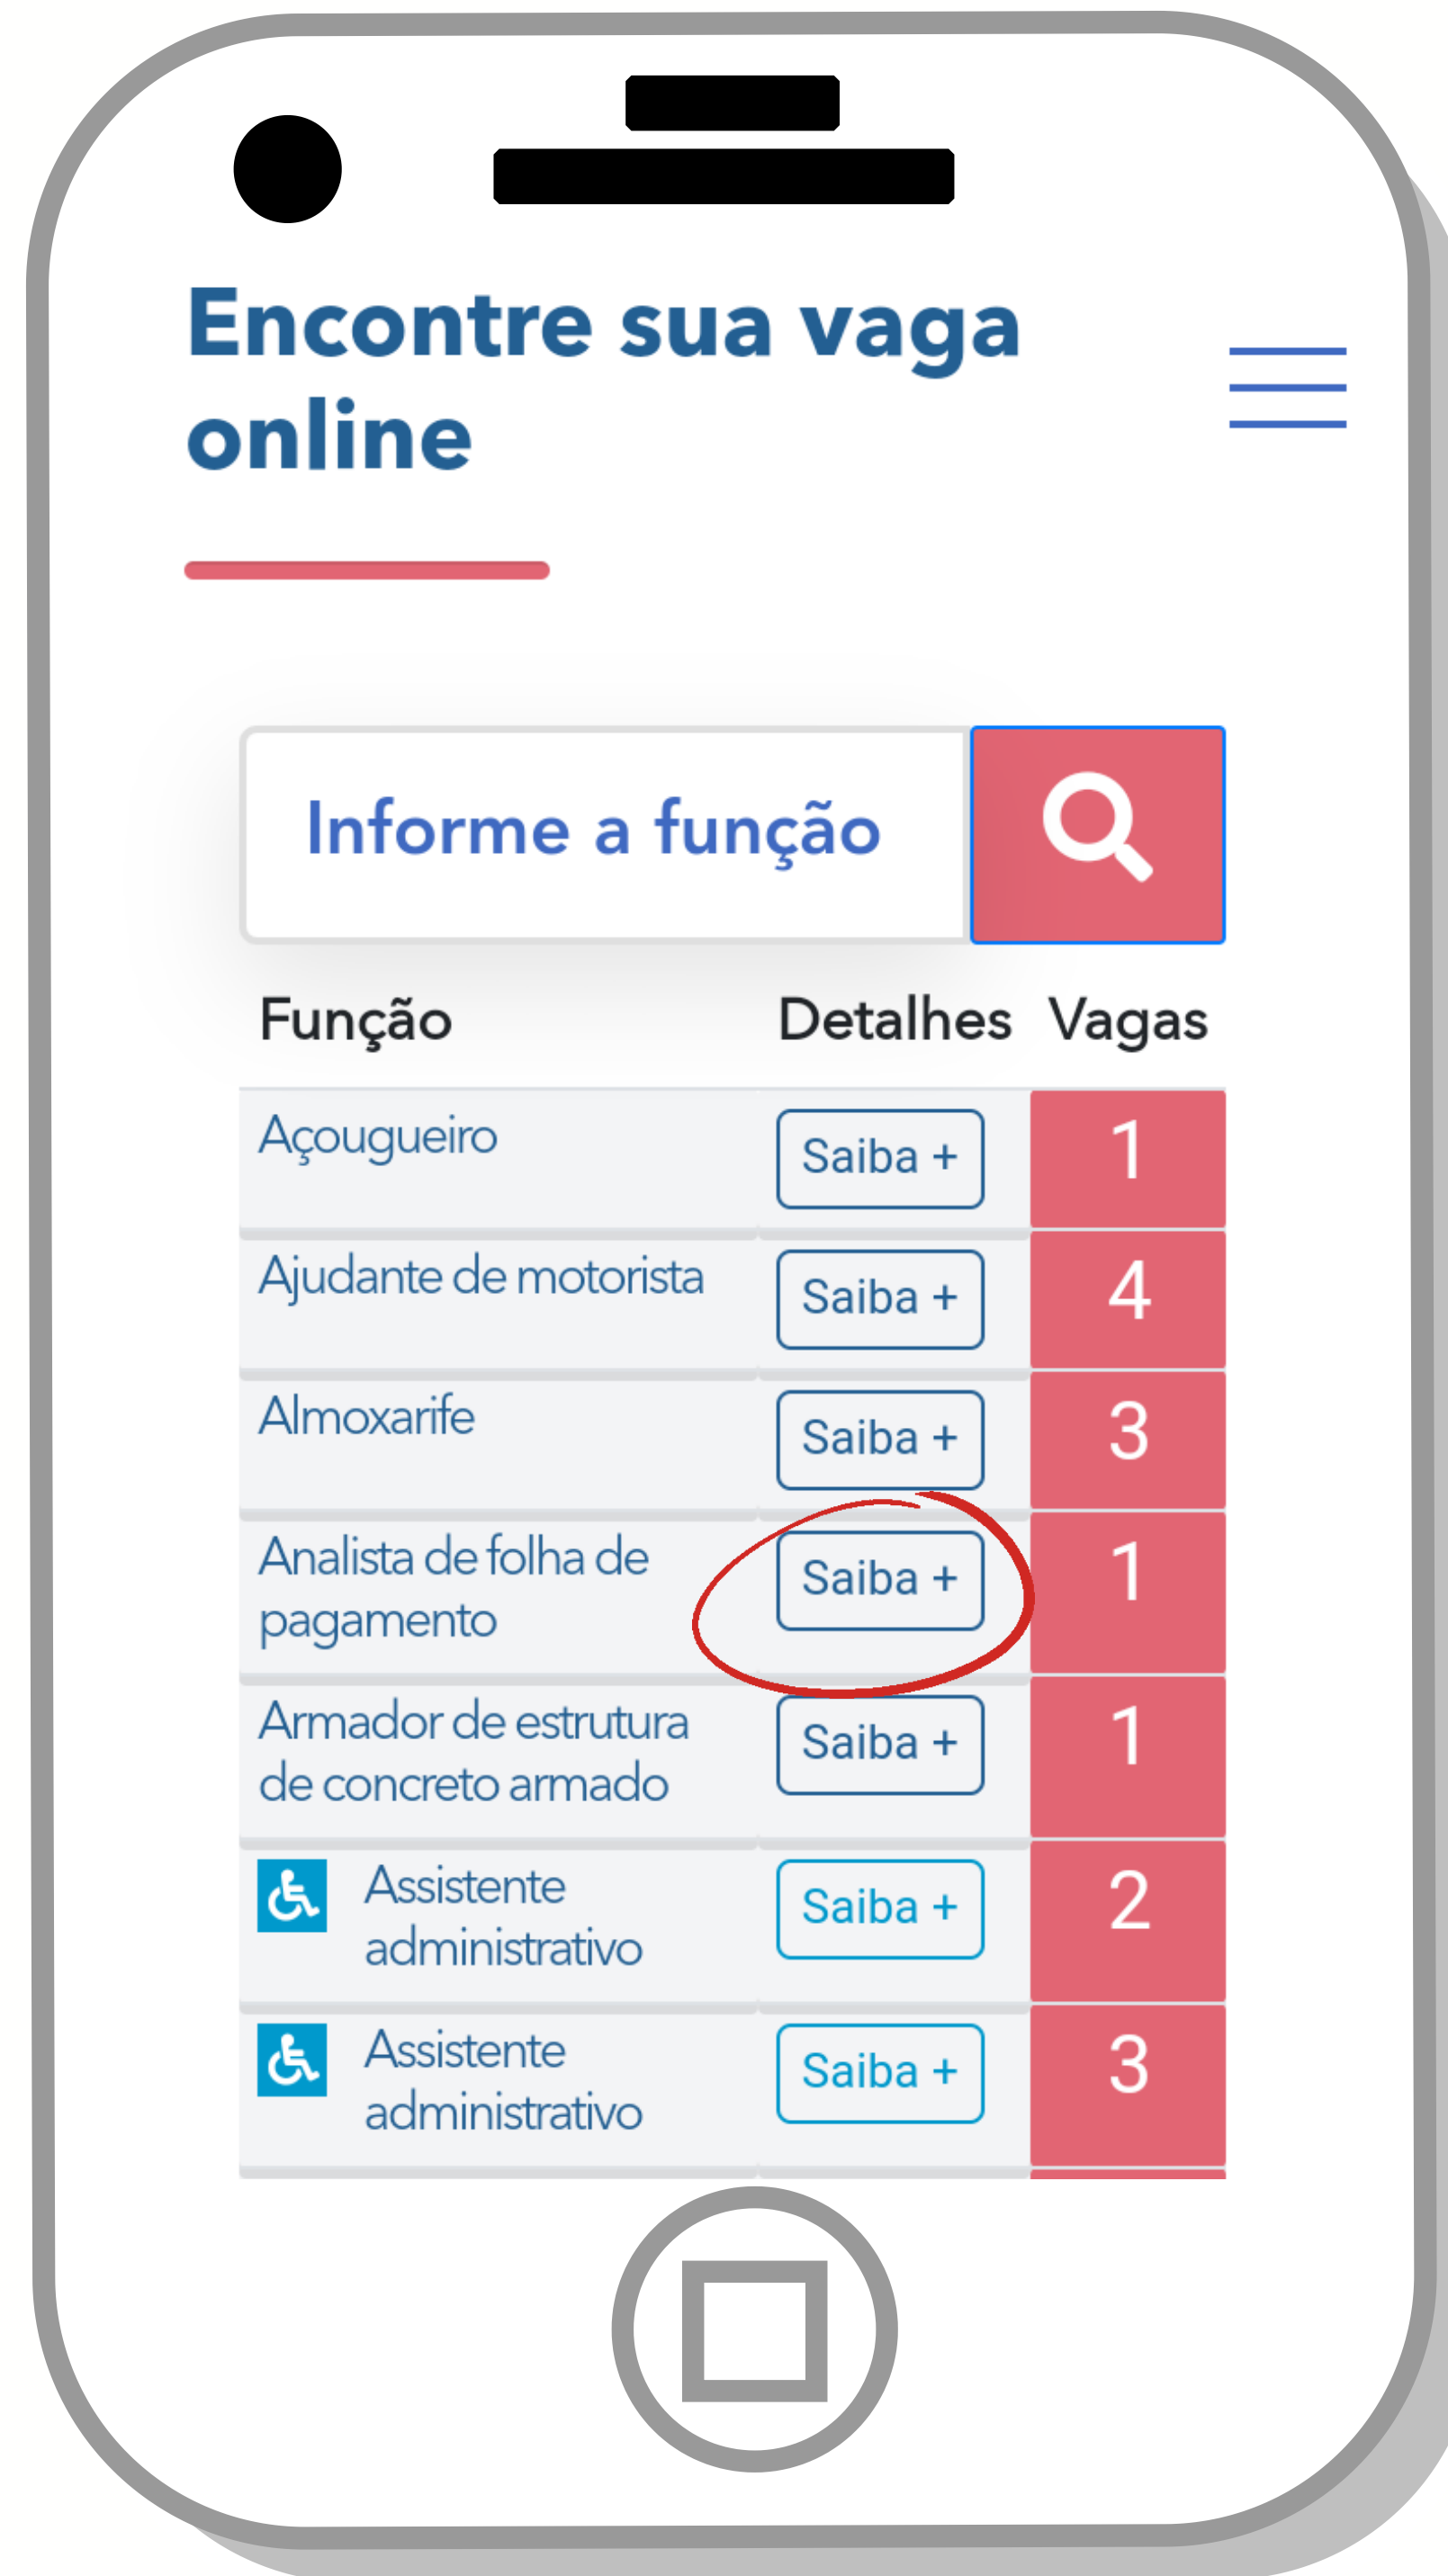 Encontre sua vaga
online
Informe a função
Função Detalhes Vagas
Açougueiro Saiba + 1
Ajudante de motorista Saiba + 4
Almoxarife Saiba + 3
Analista de folha de Saiba + 1
pagamento
Armador de estrutura Saiba + 1
de concreto armado
Assistente Saiba + 2
administrativo
Assistente Saiba + 3
administrativo